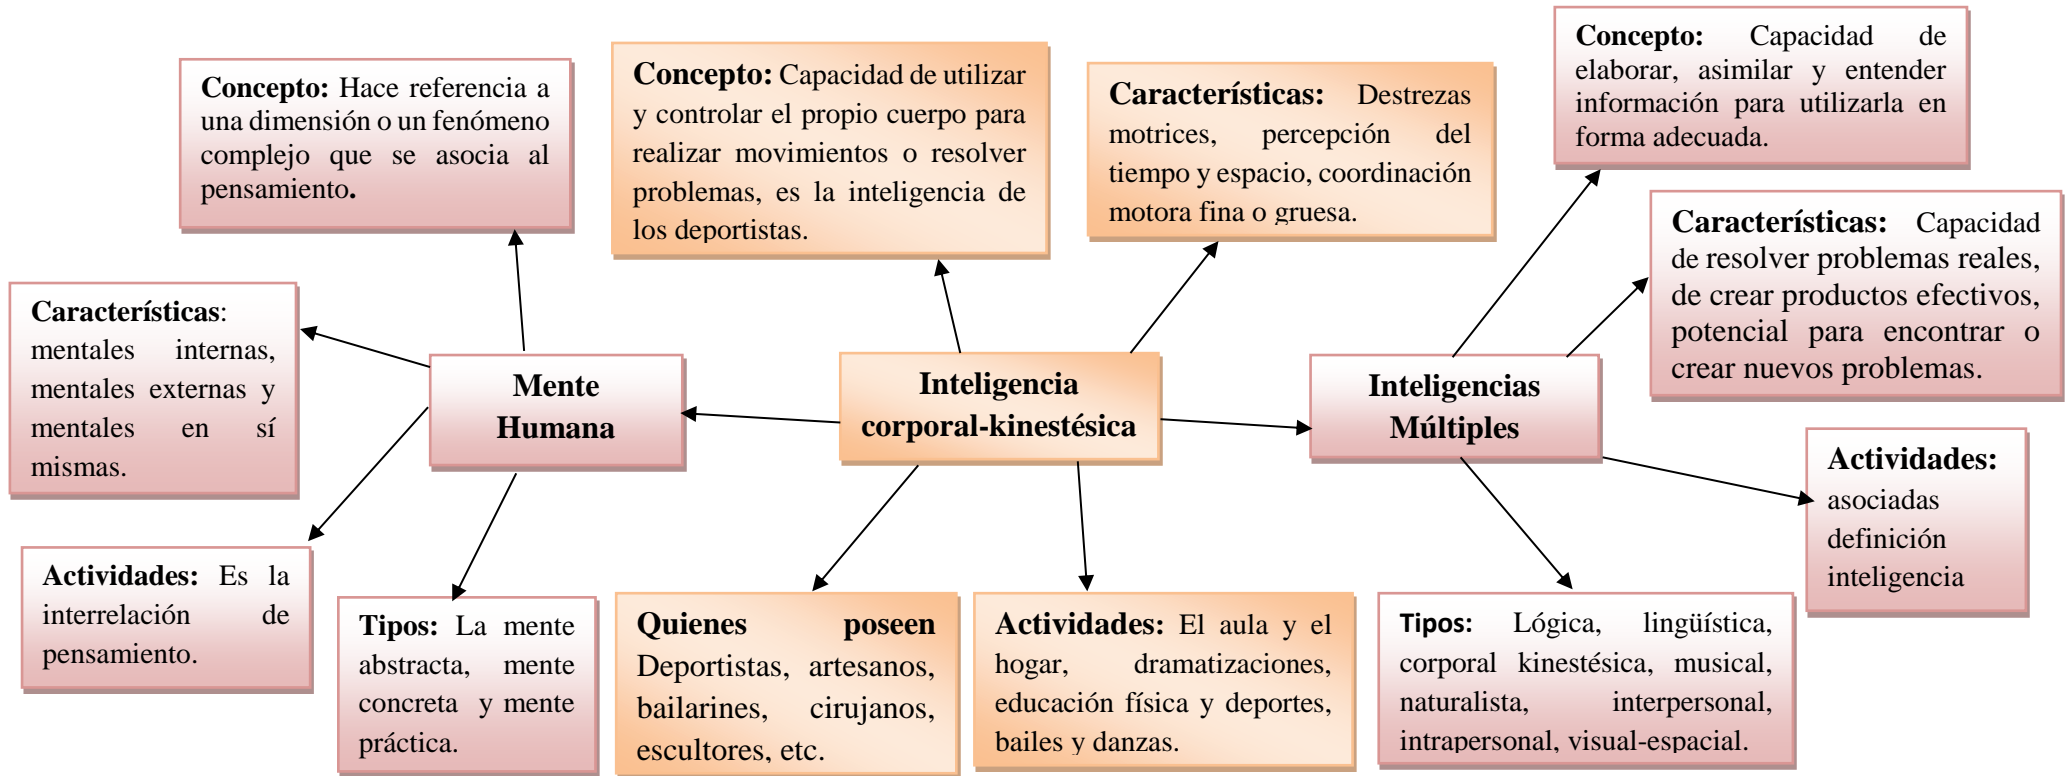 Concepto: Hace referencia a
una dimensión o un fenómeno
complejo que se asocia al
pensamiento.
Concepto: Capacidad de utilizar
y controlar el propio cuerpo para
realizar movimientos o resolver
problemas, es la inteligencia de
los deportistas.
Características: Destrezas
motrices, percepción del
tiempo y espacio, coordinación
motora fina o gruesa.
Concepto: Capacidad de
elaborar, asimilar y entender
información para utilizarla en
forma adecuada.
Características: Capacidad
de resolver problemas reales,
de crear productos efectivos,
potencial para encontrar o
crear nuevos problemas.
Características:
mentales internas,
mentales externas y
mentales en sí
mismas.
Mente
Humana
Inteligencia
corporal-kinestésica
Inteligencias
Múltiples
Actividades:
asociadas
definición
inteligencia
Actividades: Es la
interrelación de
pensamiento.
Tipos: La mente
abstracta, mente
concreta y mente
práctica.
Quienes poseen
Deportistas, artesanos,
bailarines, cirujanos,
escultores, etc.
Actividades: El aula y el
hogar, dramatizaciones,
educación física y deportes,
bailes y danzas.
Tipos: Lógica, lingüística,
corporal kinestésica, musical,
naturalista, interpersonal,
intrapersonal, visual-espacial.